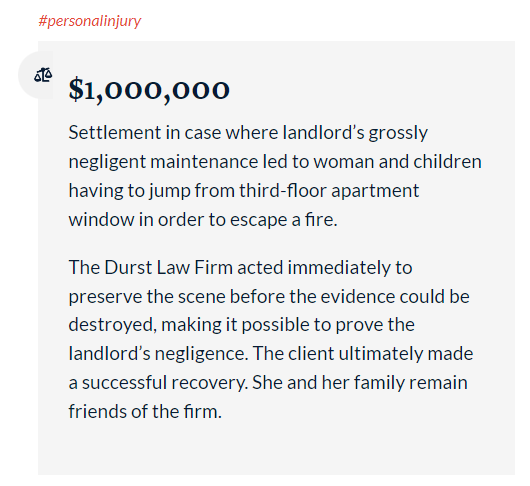 #personalinjury
$1,000,000
Settlement in case where landlord’s grossly
negligent maintenance led to woman and children
having to jump from third-floor apartment
window in order to escape a fire.
The Durst Law Firm acted immediately to
preserve the scene before the evidence could be
destroyed, making it possible to prove the
landlord’s negligence. The client ultimately made
a successful recovery. She and her family remain
friends of the firm.